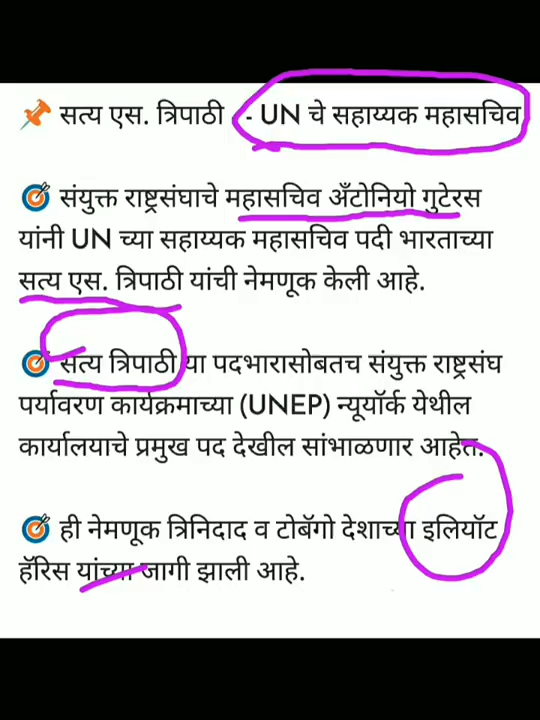 सत्य एस. त्रिपाठी - UN चे सहाय्यक महासचिव
संयुक्त राष्ट्रसंघाचे महासचिव अँटोनियो गुटेरस
यांनी UN च्या सहाय्यक महासचिव पदी भारताच्या
सत्य एस. त्रिपाठी यांची नेमणूक केली आहे.
सत्य त्रिपाठी या पदभारासोबतच संयुक्त राष्ट्रसंघ
पर्यावरण कार्यक्रमाच्या (UNEP) न्यूयॉर्क येथील
कार्यालयाचे प्रमुख पद देखील सांभाळणार आहेत.
ही नेमणूक त्रिनिदाद व टोबॅगो देशाच्या इलियॉट
हॅरिस यांच्या जागी झाली आहे.